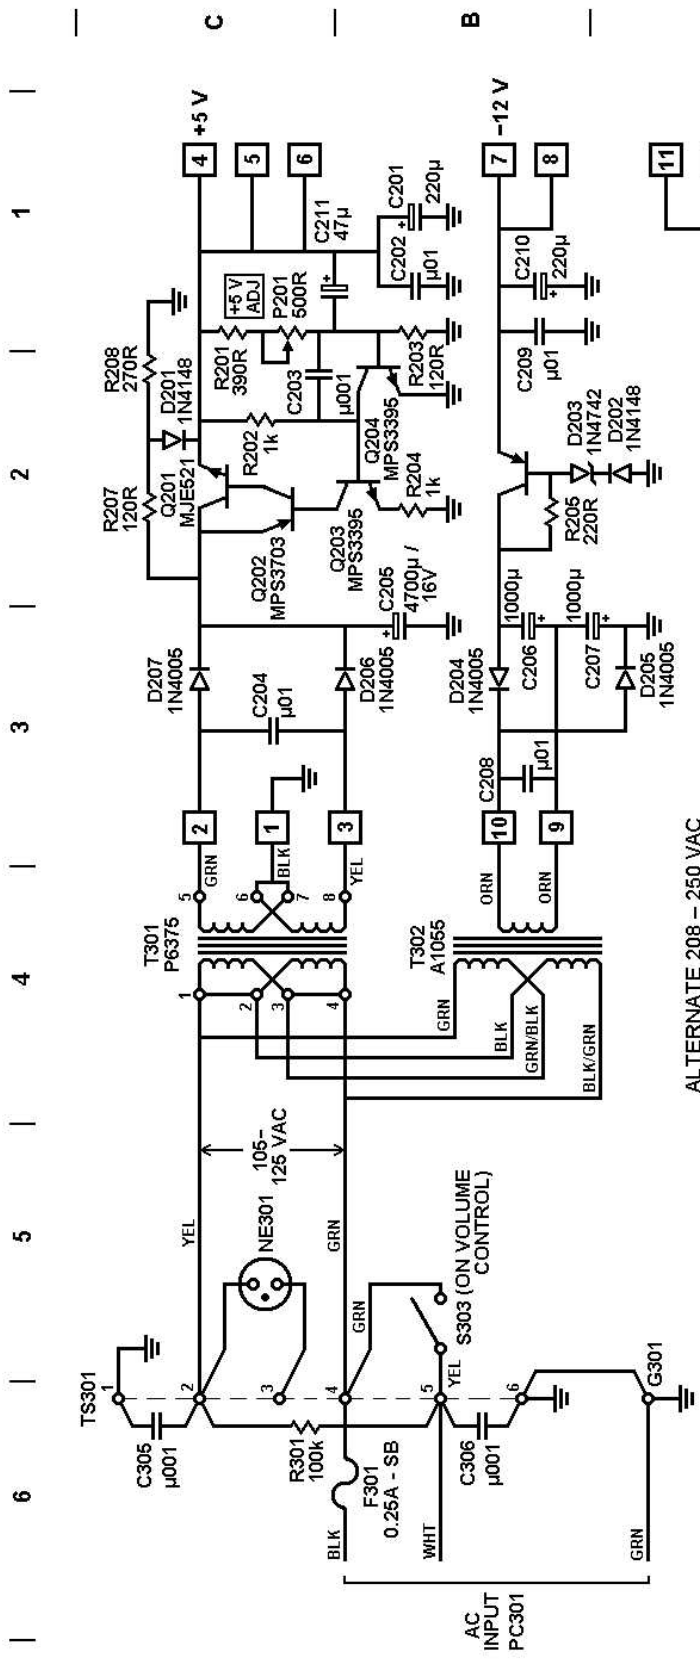 C
B
1
2
3
4
5
6
4
+5 V
5
6
7
−12 V
8
11
C211
47µ
C201
220µ
+
C202
µ01
+5 V
ADJ
P201
500R
+
R208
270R
D201
1N4148
R201
390R
R203
120R
C203
µ001
R202
1k
Q204
MPS3395
R207
120R
Q201
MJE521
Q202
MPS3703
Q203
MPS3395
R204
1k
C210
220µ
+
C209
µ01
D203
1N4742
D202
1N4148
R205
220R
C205
4700µ /
16V
+
1000µ
C206
+
1000µ
C207
+
D207
1N4005
D206
1N4005
D204
1N4005
D205
1N4005
C204
µ01
C208
µ01
2
1
3
10
9
GRN
BLK
YEL
ORN
ORN
5
6
7
8
T301
P6375
T302
A1055
1
2
3
4
GRN
BLK
GRN/BLK
BLK/GRN
ALTERNATE 208 – 250 VAC
105–
125 VAC
YEL
GRN
NE301
GRN
S303 (ON VOLUME
CONTROL)
YEL
TS301
1
2
3
4
5
6
G301
C305
µ001
R301
100k
C306
µ001
F301
0.25A - SB
BLK
WHT
GRN
AC
INPUT
PC301